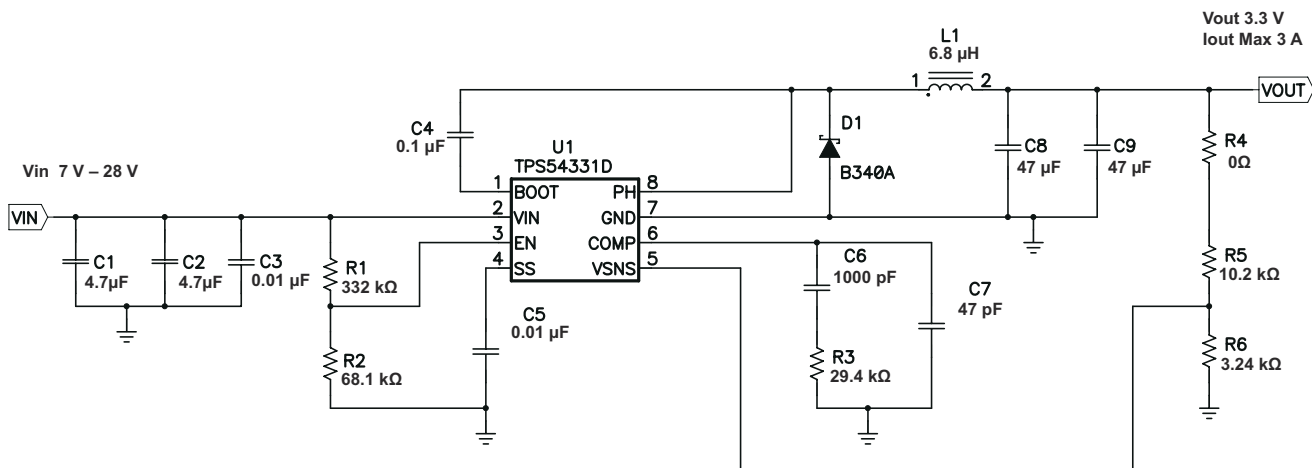 Vout 3.3 V
Iout Max 3 A
L1
6.8 µH
1 2
VOUT
C4
0.1 µF
D1
B340A
C8
47 µF
C9
47 µF
R4
0Ω
U1
TPS54331D
Vin 7 V – 28 V
VIN
1 BOOT PH 8
2 VIN GND 7
3 EN COMP 6
4 SS VSNS 5
C1
4.7µF
C2
4.7µF
C3
0.01 µF
R1
332 kΩ
C6
1000 pF
C7
47 pF
R5
10.2 kΩ
C5
0.01 µF
R2
68.1 kΩ
R3
29.4 kΩ
R6
3.24 kΩ